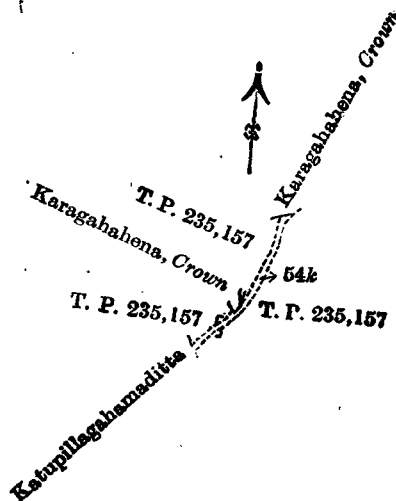 Karagahahena, Crown
T. P. 235,157
Karagahahena, Crown
54k
T. P. 235,157
T. P. 235,157
Katupillagahamaditta